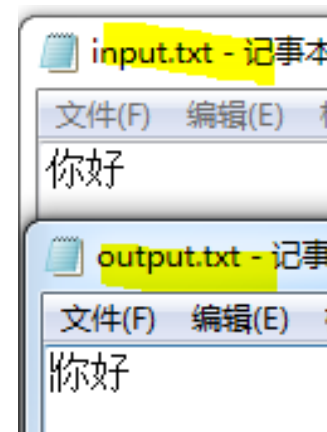 input.txt - 记事本
文件(F) 编辑(E)
你好
output.txt - 记事
文件(F) 编辑(E)
你好